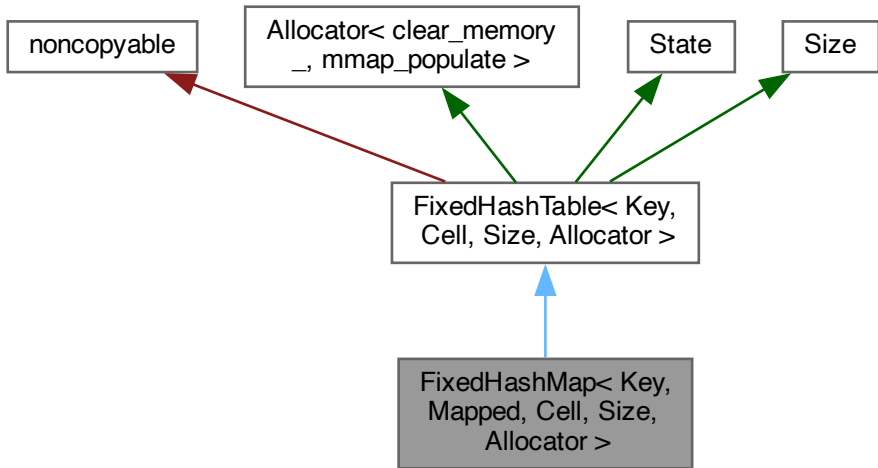 noncopyable
Allocator< clear_memory
_, mmap_populate >
State
Size
FixedHashTable< Key,
Cell, Size, Allocator >
FixedHashMap< Key,
Mapped, Cell, Size,
Allocator >